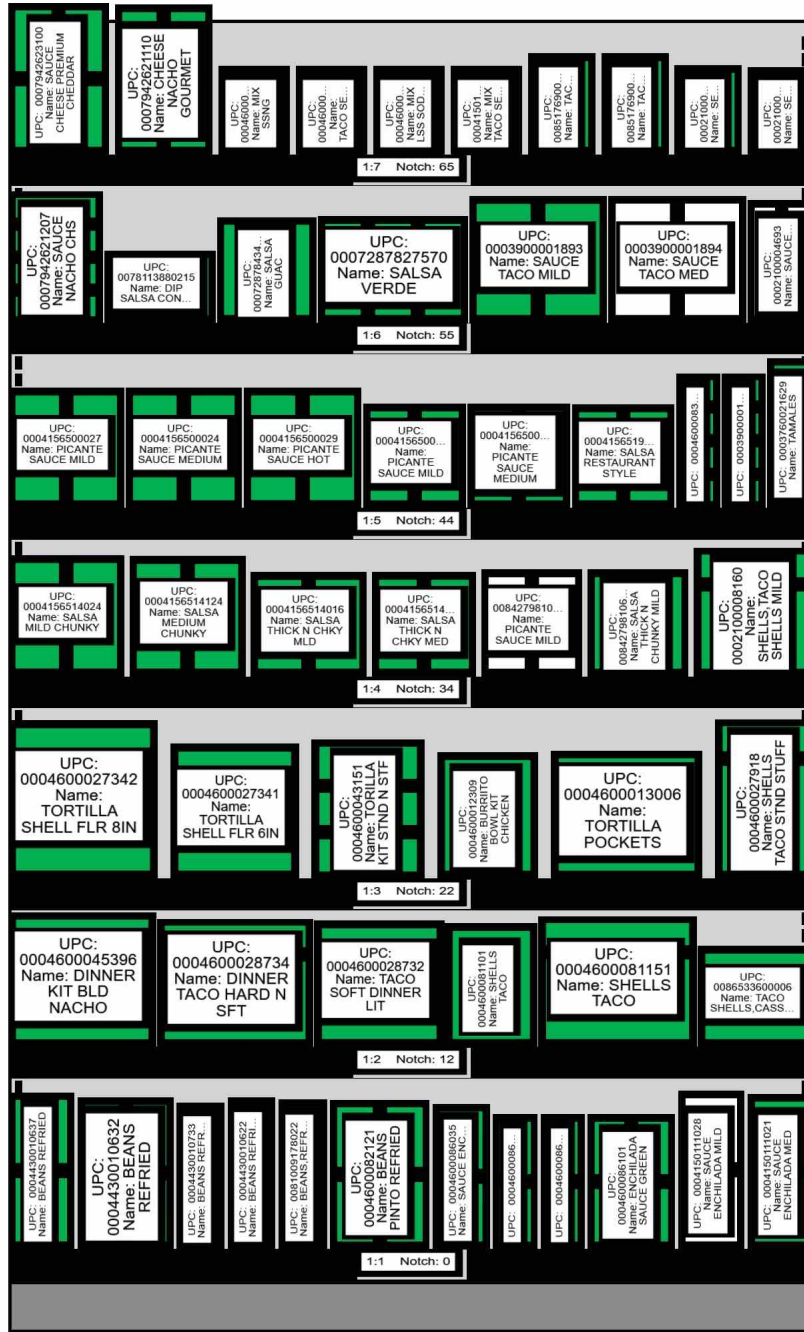 UPC: 0007942623100
Name: SAUCE
CHEESE PREMIUM
CHEDDAR
UPC:
0007942621110
Name: CHEESE
NACHO
GOURMET
UPC:
00046000...
Name: MIX
SSNG
UPC:
00046000...
Name:
TACO SE...
UPC:
00046000...
Name: MIX
LSS SOD...
UPC:
00041501...
Name: MIX
TACO SE...
UPC:
0085176900...
Name: TAC...
UPC:
0085176900...
Name: TAC...
UPC:
00021000...
Name: SE...
UPC:
00021000...
Name: SE...
1:7 Notch: 65
UPC:
0007942621207
Name: SAUCE
NACHO CHS
UPC:
0078113880215
Name: DIP
SALSA CON...
UPC:
00072878434...
Name: SALSA
GUAC
UPC:
0007287827570
Name: SALSA
VERDE
UPC:
0003900001893
Name: SAUCE
TACO MILD
UPC:
0003900001894
Name: SAUCE
TACO MED
UPC:
0002100004693
Name: SAUCE...
1:6 Notch: 55
UPC:
0004156500027
Name: PICANTE
SAUCE MILD
UPC:
0004156500024
Name: PICANTE
SAUCE MEDIUM
UPC:
0004156500029
Name: PICANTE
SAUCE HOT
UPC:
0004156500...
Name:
PICANTE
SAUCE MILD
UPC:
0004156500...
Name:
PICANTE
SAUCE
MEDIUM
UPC:
0004156519...
Name: SALSA
RESTAURANT
STYLE
UPC: 0004600083...
UPC: 0003900001...
UPC: 0003760021629
Name: TAMALES
1:5 Notch: 44
UPC:
0004156514024
Name: SALSA
MILD CHUNKY
UPC:
0004156514124
Name: SALSA
MEDIUM
CHUNKY
UPC:
0004156514016
Name: SALSA
THICK N CHKY
MLD
UPC:
0004156514...
Name: SALSA
THICK N
CHKY MED
UPC:
0084279810...
Name:
PICANTE
SAUCE MILD
UPC:
00842798106...
Name: SALSA
THICK N
CHUNKY MILD
UPC:
0002100008160
Name:
SHELLS,TACO
SHELLS MILD
1:4 Notch: 34
UPC:
0004600027342
Name:
TORTILLA
SHELL FLR 8IN
UPC:
0004600027341
Name:
TORTILLA
SHELL FLR 6IN
UPC:
0004600043151
Name: TORILLA
KIT STND N STF
UPC:
0004600012309
Name: BURRIITO
BOWL KIT
CHICKEN
UPC:
0004600013006
Name:
TORTILLA
POCKETS
UPC:
0004600027918
Name: SHELLS
TACO STND STUFF
1:3 Notch: 22
UPC:
0004600045396
Name: DINNER
KIT BLD
NACHO
UPC:
0004600028734
Name: DINNER
TACO HARD N
SFT
UPC:
0004600028732
Name: TACO
SOFT DINNER
LIT
UPC:
0004600081101
Name: SHELLS
TACO
UPC:
0004600081151
Name: SHELLS
TACO
UPC:
0086533600006
Name: TACO
SHELLS,CASS...
1:2 Notch: 12
UPC: 0004430010637
Name: BEANS REFRIED
UPC:
0004430010632
Name: BEANS
REFRIED
UPC: 0004430010733
Name: BEANS REFR...
UPC: 0004430010622
Name: BEANS REFRI...
UPC: 0081009178022
Name: BEANS,REFR...
UPC:
0004600082121
Name: BEANS
PINTO REFRIED
UPC: 0004600086035
Name: SAUCE ENC...
UPC: 0004600086...
UPC: 0004600086...
UPC:
0004600086101
Name: ENCHILADA
SAUCE GREEN
UPC: 0004150111028
Name: SAUCE
ENCHILADA MILD
UPC: 0004150111021
Name: SAUCE
ENCHILADA MED
1:1 Notch: 0